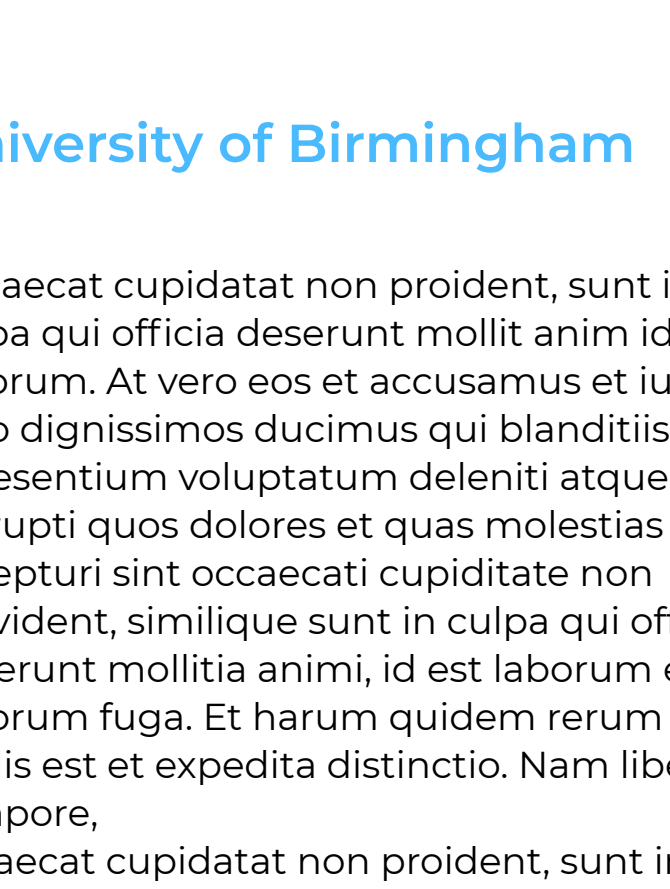 niversity of Birmingham
aecat cupidatat non proident, sunt i
pa qui officia deserunt mollit anim id
orum. At vero eos et accusamus et iu
o dignissimos ducimus qui blanditiis
esentium voluptatum deleniti atque
rupti quos dolores et quas molestias
epturi sint occaecati cupiditate non
vident, similique sunt in culpa qui off
erunt mollitia animi, id est laborum e
orum fuga. Et harum quidem rerum
is est et expedita distinctio. Nam libe
pore,
aecat cupidatat non proident, sunt in